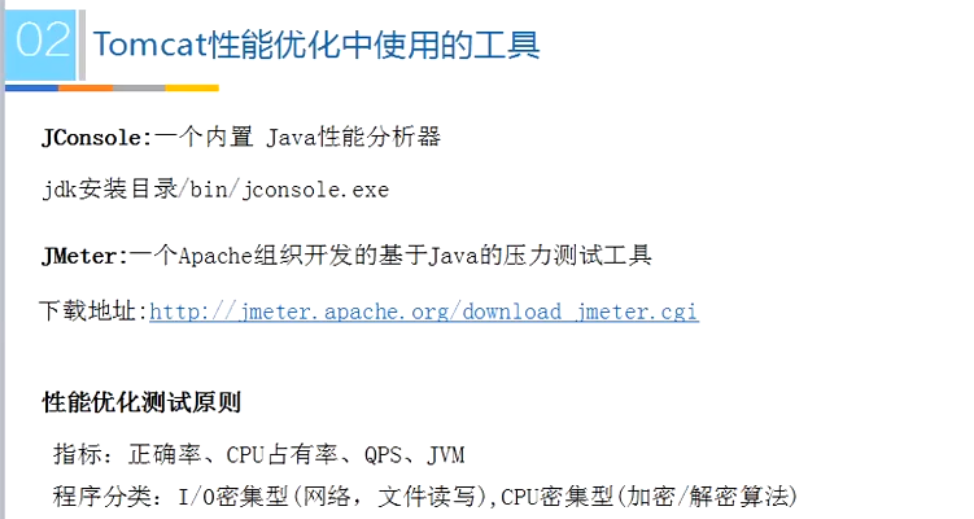 02 Tomcat性能优化中使用的工具
JConsole:一个内置 Java性能分析器
jdk安装目录/bin/jconsole.exe
JMeter:一个Apache组织开发的基于Java的压力测试工具
下载地址:http://jmeter.apache.org/download_jmeter.cgi
性能优化测试原则
指标：正确率、CPU占有率、QPS、JVM
程序分类：I/O密集型(网络，文件读写),CPU密集型(加密/解密算法)